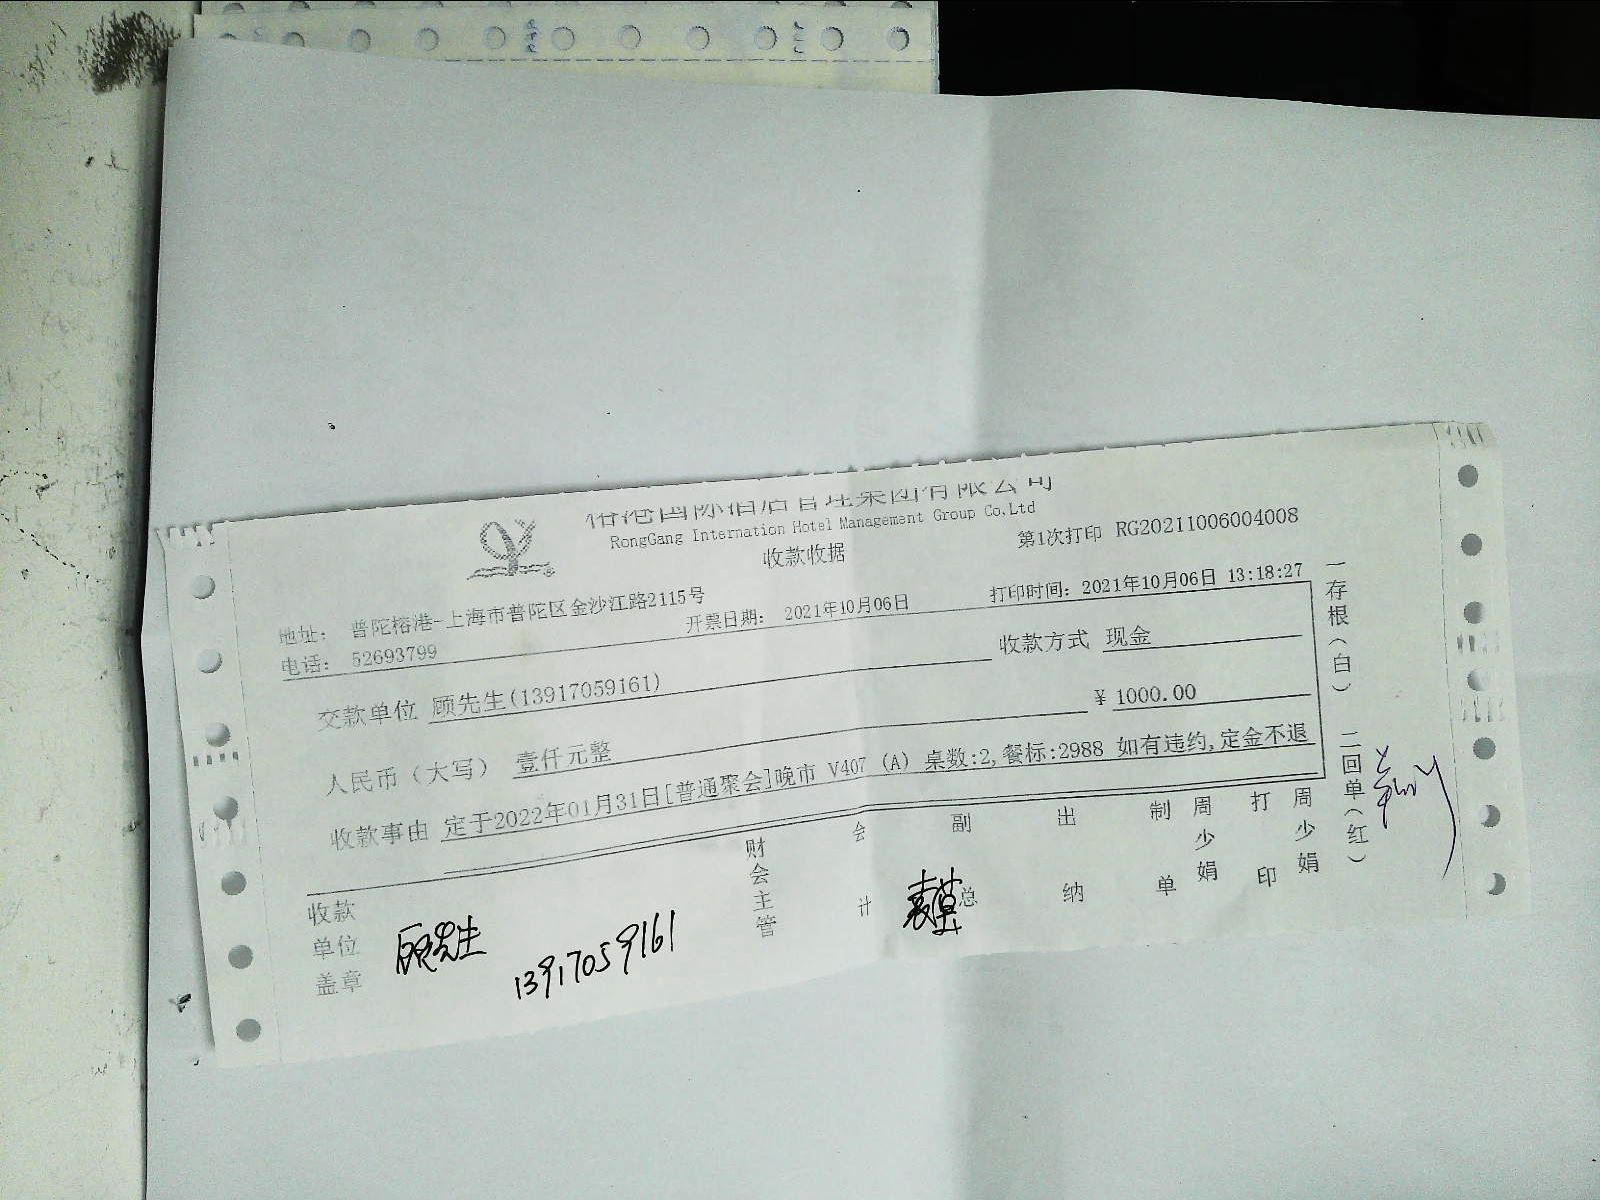 榕港国际酒店管理集团有限公司
RongGang Internation Hotel Management Group Co.Ltd
收款收据
第1次打印 RG20211006004008
地址: 普陀榕港-上海市普陀区金沙江路2115号
电话: 52693799
开票日期: 2021年10月06日
打印时间: 2021年10月06日 13:18:27
交款单位 顾先生(13917059161)
收款方式 现金
人民币（大写） 壹仟元整
¥ 1000.00
收款事由 定于2022年01月31日[普通聚会]晚市 V407 (A) 桌数:2,餐标:2988 如有违约,定金不退
收款单位盖章
顾先生 13917059161
财会主管
会计
副总
出纳
制单
周少娟
打印
周少娟
一存根(白)
二回单(红)